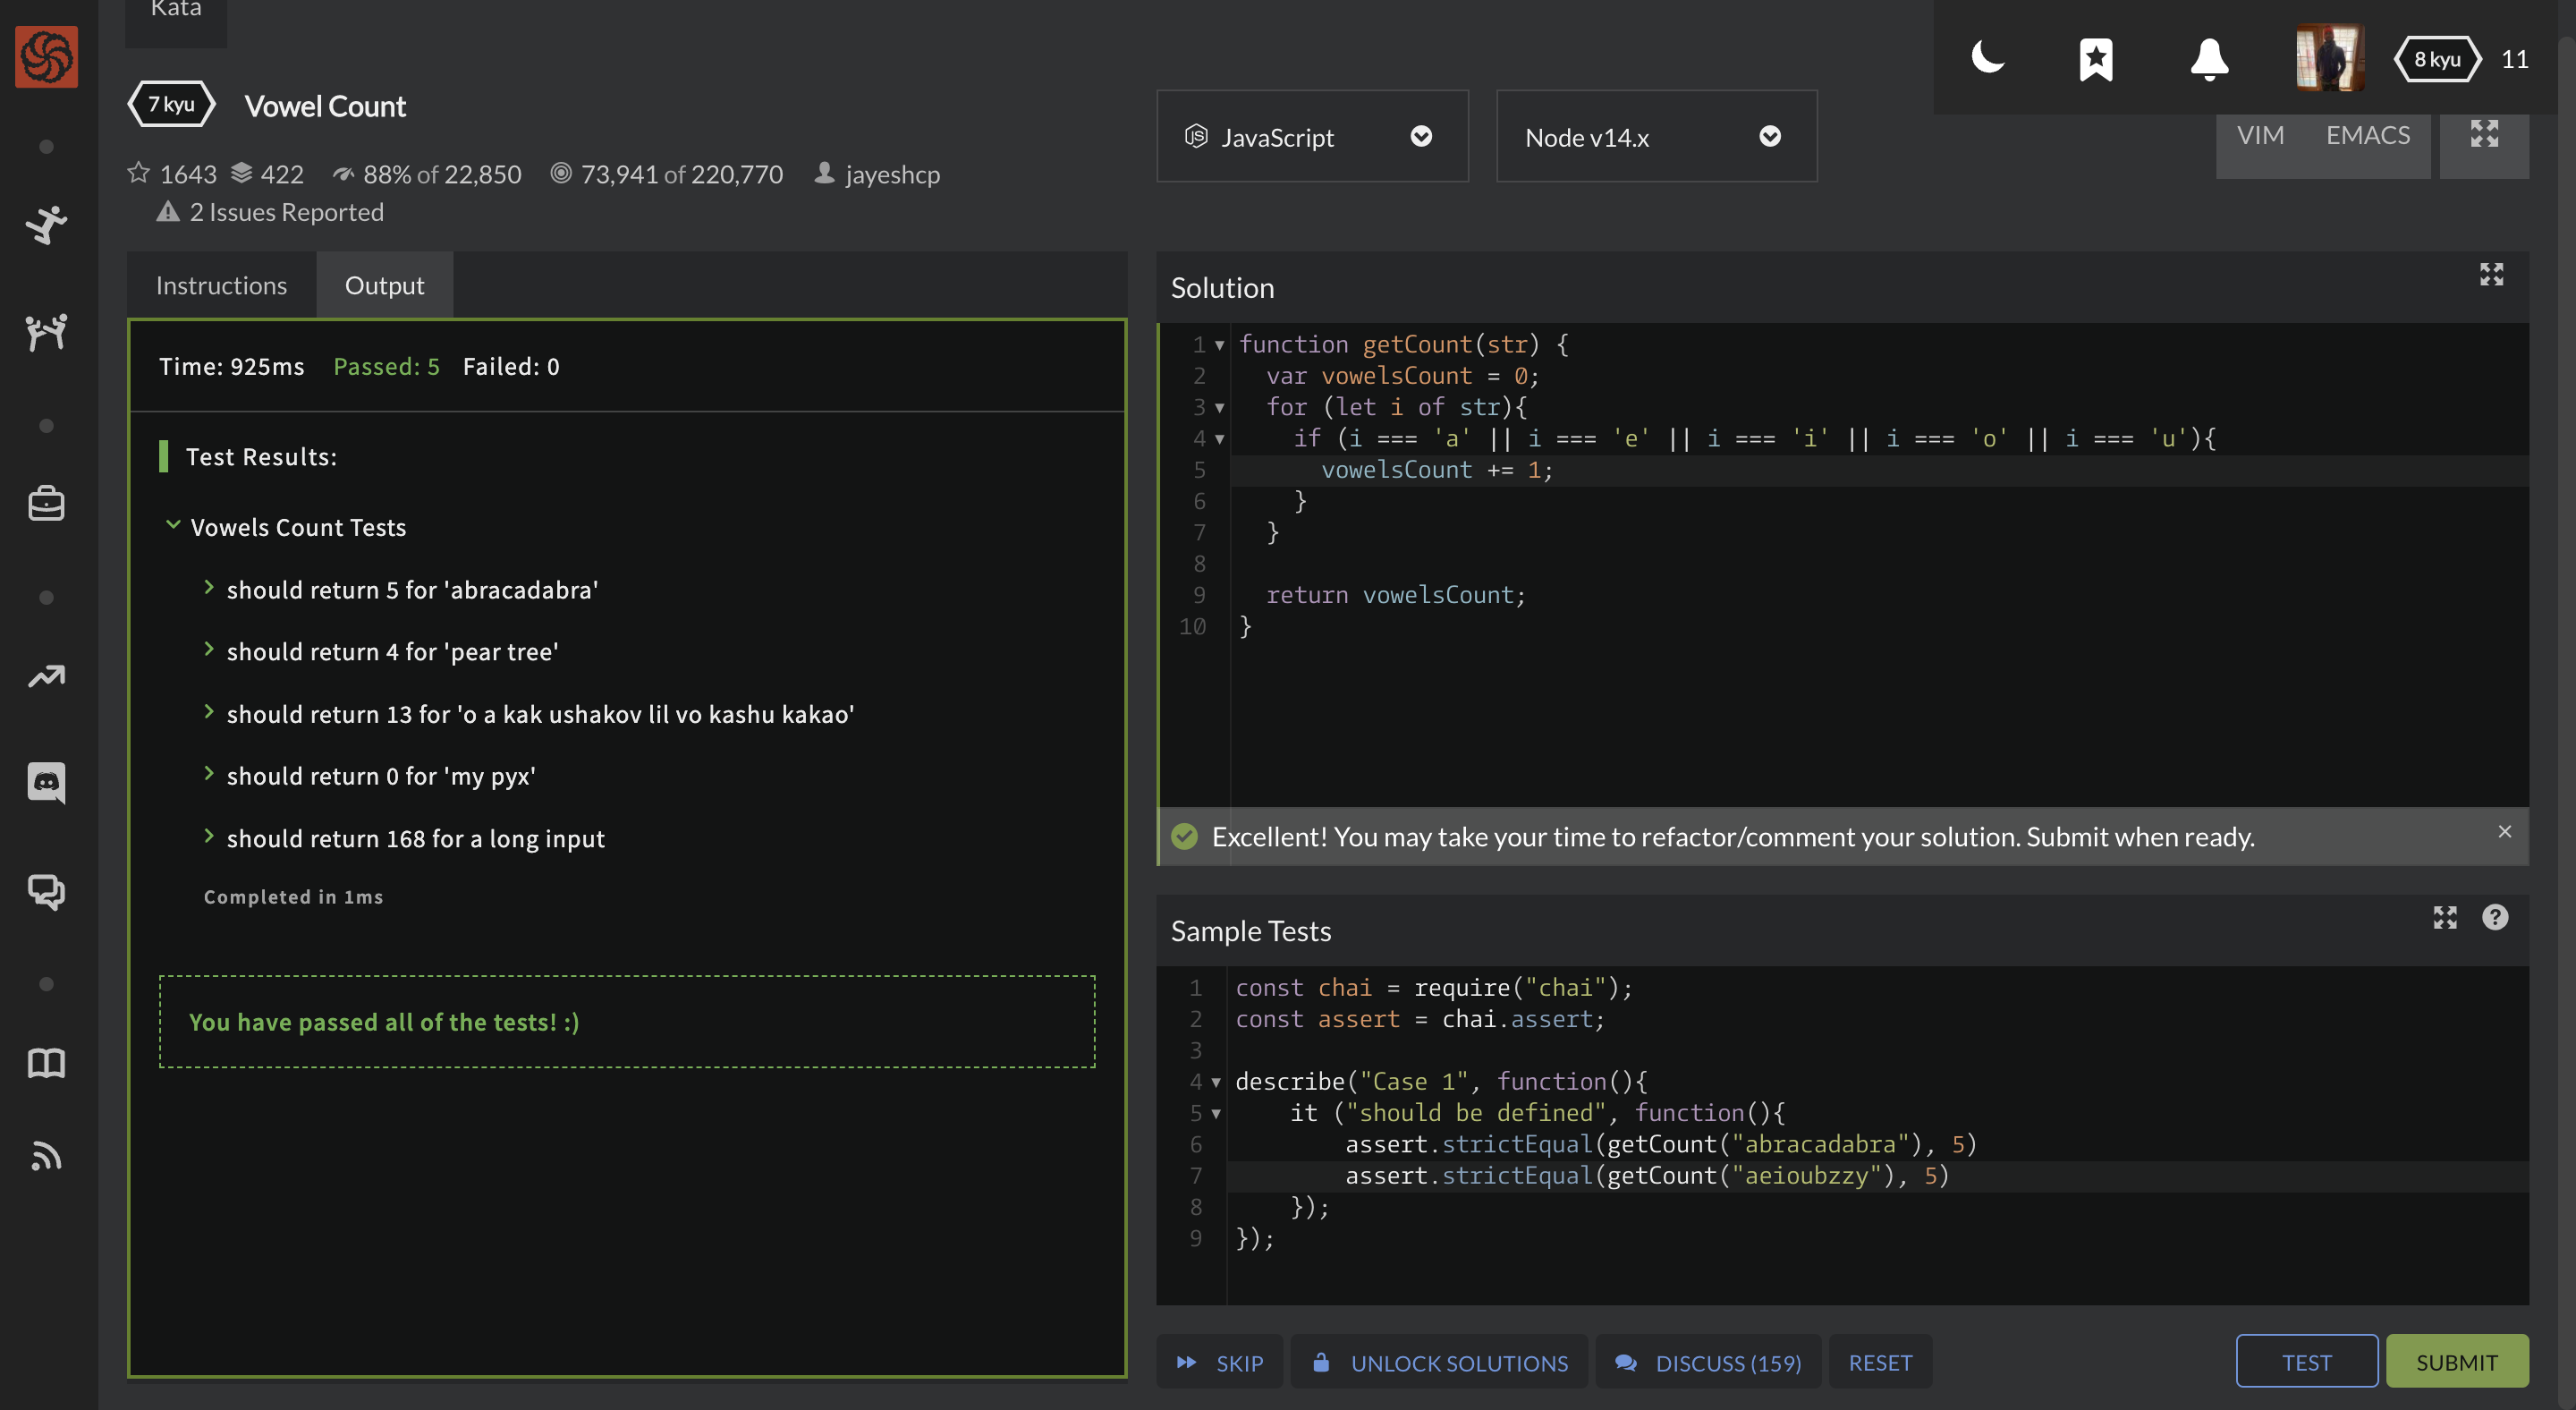 Kata
8 kyu 11
7 kyu Vowel Count
1643 422 88% of 22,850 73,941 of 220,770 jayeshcp
2 Issues Reported
JavaScript Node v14.x VIM EMACS
Instructions Output
Time: 925ms Passed: 5 Failed: 0
Test Results:
Vowels Count Tests
should return 5 for 'abracadabra'
should return 4 for 'pear tree'
should return 13 for 'o a kak ushakov lil vo kashu kakao'
should return 0 for 'my pyx'
should return 168 for a long input
Completed in 1ms
You have passed all of the tests! :)
Solution
1 function getCount(str) {
2 var vowelsCount = 0;
3 for (let i of str){
4 if (i === 'a' || i === 'e' || i === 'i' || i === 'o' || i === 'u'){
5 vowelsCount += 1;
6 }
7 }
8
9 return vowelsCount;
10 }
Excellent! You may take your time to refactor/comment your solution. Submit when ready.
Sample Tests
1 const chai = require("chai");
2 const assert = chai.assert;
3
4 describe("Case 1", function(){
5 it ("should be defined", function(){
6 assert.strictEqual(getCount("abracadabra"), 5)
7 assert.strictEqual(getCount("aeioubzzy"), 5)
8 });
9 });
SKIP UNLOCK SOLUTIONS DISCUSS (159) RESET TEST SUBMIT